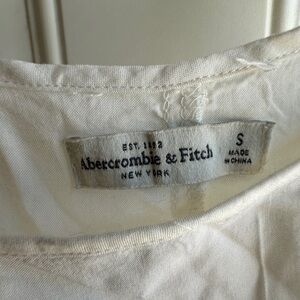 EST. 1892
Abercrombie & Fitch
NEW YORK
S
MADE
IN CHINA